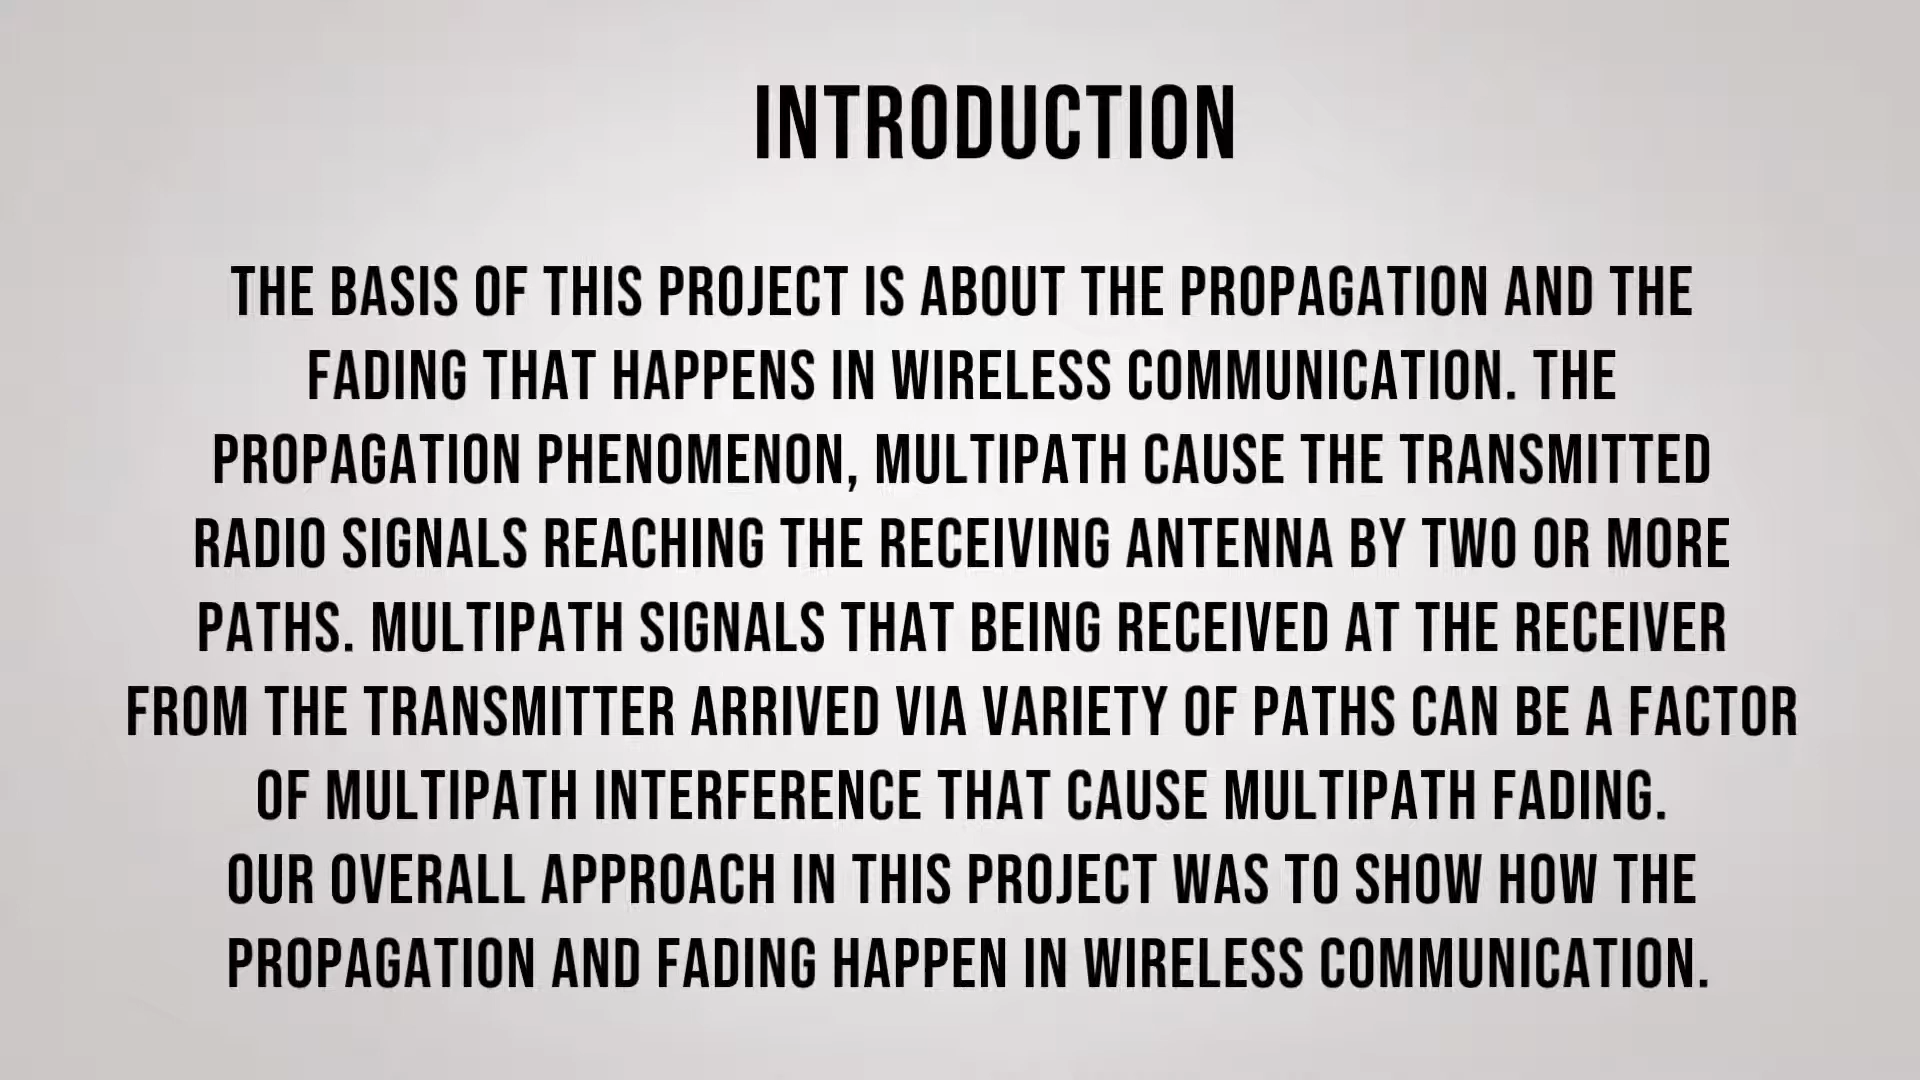 INTRODUCTION
THE BASIS OF THIS PROJECT IS ABOUT THE PROPAGATION AND THE
FADING THAT HAPPENS IN WIRELESS COMMUNICATION. THE
PROPAGATION PHENOMENON, MULTIPATH CAUSE THE TRANSMITTED
RADIO SIGNALS REACHING THE RECEIVING ANTENNA BY TWO OR MORE
PATHS. MULTIPATH SIGNALS THAT BEING RECEIVED AT THE RECEIVER
FROM THE TRANSMITTER ARRIVED VIA VARIETY OF PATHS CAN BE A FACTOR
OF MULTIPATH INTERFERENCE THAT CAUSE MULTIPATH FADING.
OUR OVERALL APPROACH IN THIS PROJECT WAS TO SHOW HOW THE
PROPAGATION AND FADING HAPPEN IN WIRELESS COMMUNICATION.